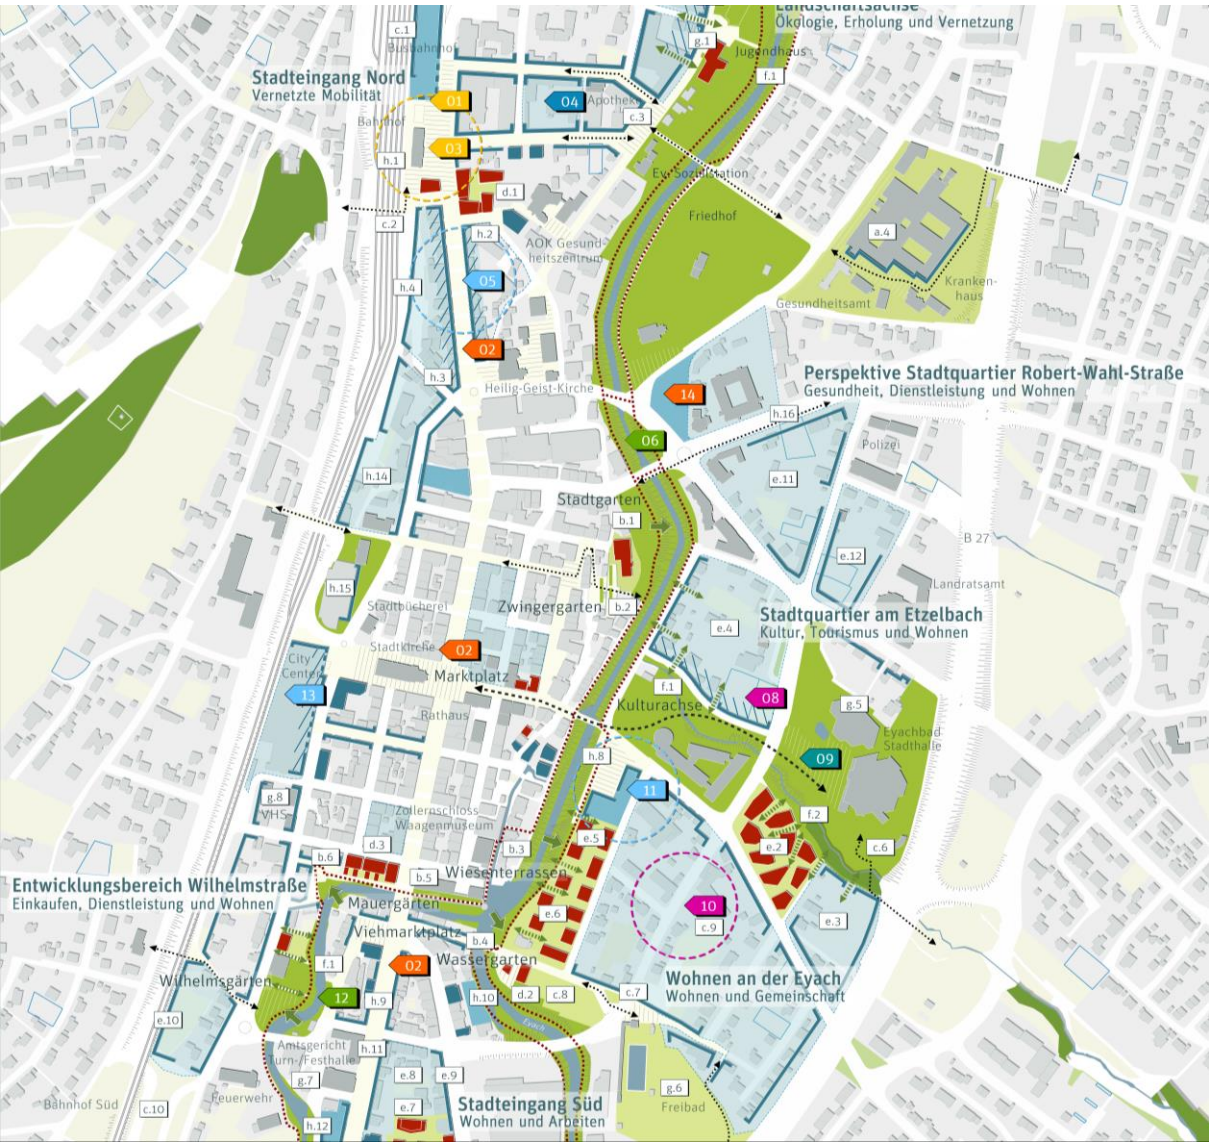 Landschaftsachse
Ökologie, Erholung und Vernetzung
c.1
g.1
Busbahnhof
Jugendhaus
f.1
Stadteingang Nord
Vernetzte Mobilität
01
04
Apotheke
c.3
Bahnhof
03
h.1
Ev. Sozialstation
d.1
c.2
Friedhof
a.4
h.2
AOK Gesund-
heitszentrum
Kranken-
haus
05
h.4
Gesundheitsamt
02
h.3
Perspektive Stadtquartier Robert-Wahl-Straße
Gesundheit, Dienstleistung und Wohnen
Heilig-Geist-Kirche
14
h.16
06
Polizei
h.14
e.11
Stadtgarten
b.1
B 27
e.12
h.15
Landratsamt
Stadtbücherei
Zwingergarten
b.2
Stadtquartier am Etzelbach
Kultur, Tourismus und Wohnen
e.4
Stadtkirche
02
City
Center
Marktplatz
f.1
13
08
Kulturachse
g.5
Rathaus
Eyachbad
Stadthalle
h.8
09
11
g.8
VHS
Zollernschloss
Waagenmuseum
f.2
d.3
e.5
b.3
e.2
c.6
b.6
b.5
Wiesenterrassen
Entwicklungsbereich Wilhelmstraße
Einkaufen, Dienstleistung und Wohnen
Mauergärten
10
e.6
c.9
e.3
Viehmarktplatz
b.4
Wassergarten
02
f.1
Wilhelmsgärten
Wohnen an der Eyach
Wohnen und Gemeinschaft
12
h.9
h.10
d.2
c.8
c.7
e.10
Eyach
Amtsgericht
Turn-/Festhalle
h.11
g.7
e.8
e.9
g.6
Feuerwehr
Bahnhof Süd
c.10
e.7
Stadteingang Süd
Wohnen und Arbeiten
Freibad
h.12